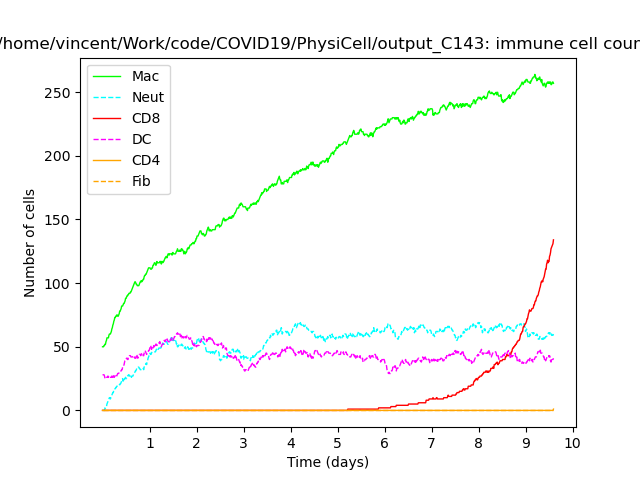 /home/vincent/Work/code/COVID19/PhysiCell/output_C143: immune cell coun
Mac
Neut
CD8
DC
CD4
Fib
Number of cells
250
200
150
100
50
0
1 2 3 4 5 6 7 8 9 10
Time (days)